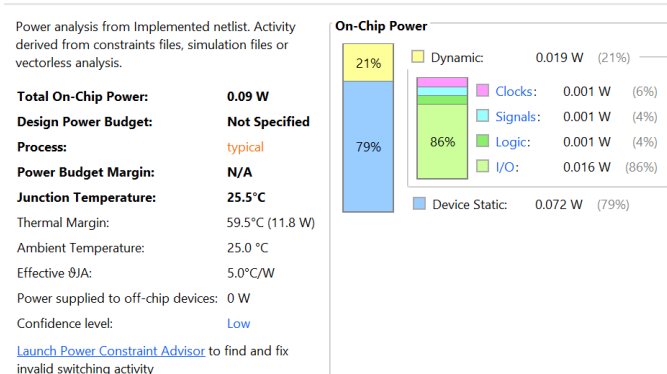 Power analysis from Implemented netlist. Activity
derived from constraints files, simulation files or
vectorless analysis.
Total On-Chip Power: 0.09 W
Design Power Budget: Not Specified
Process: typical
Power Budget Margin: N/A
Junction Temperature: 25.5°C
Thermal Margin: 59.5°C (11.8 W)
Ambient Temperature: 25.0 °C
Effective ϑJA: 5.0°C/W
Power supplied to off-chip devices: 0 W
Confidence level: Low
Launch Power Constraint Advisor to find and fix
invalid switching activity
On-Chip Power
21%
79%
Dynamic: 0.019 W (21%)
86%
Clocks: 0.001 W (6%)
Signals: 0.001 W (4%)
Logic: 0.001 W (4%)
I/O: 0.016 W (86%)
Device Static: 0.072 W (79%)